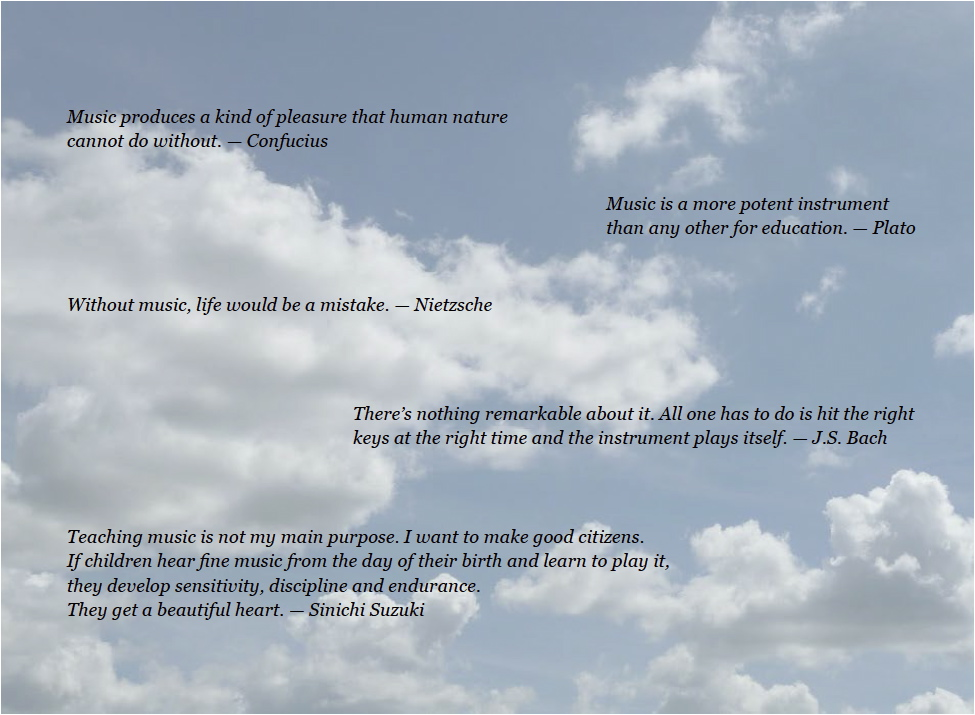 Music produces a kind of pleasure that human nature
cannot do without. — Confucius
Music is a more potent instrument
than any other for education. — Plato
Without music, life would be a mistake. — Nietzsche
There’s nothing remarkable about it. All one has to do is hit the right
keys at the right time and the instrument plays itself. — J.S. Bach
Teaching music is not my main purpose. I want to make good citizens.
If children hear fine music from the day of their birth and learn to play it,
they develop sensitivity, discipline and endurance.
They get a beautiful heart. — Sinichi Suzuki